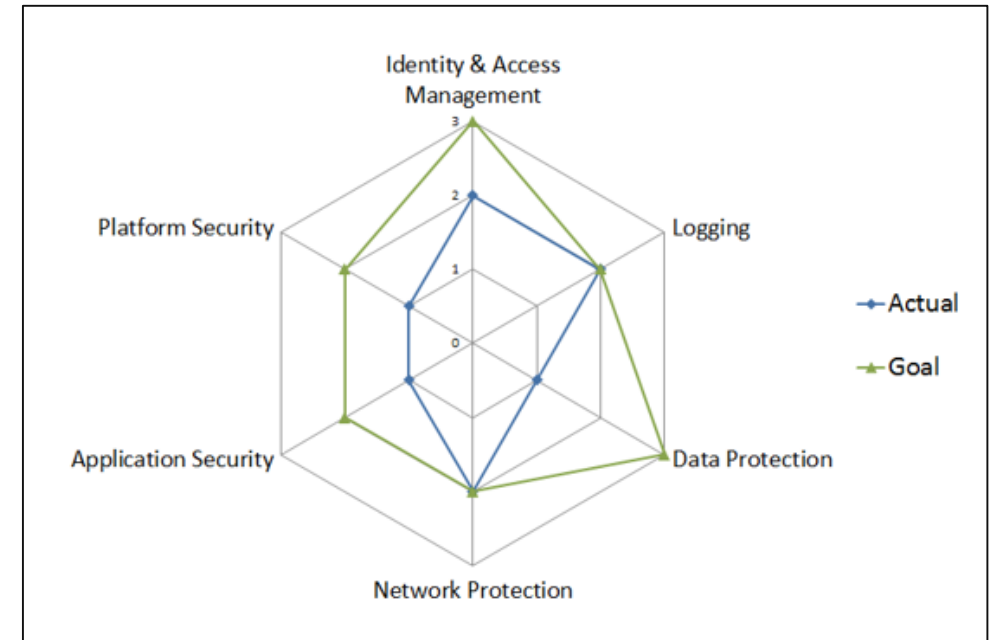 Identity & Access
Management
3
2
1
0
Platform Security
Logging
Actual
Goal
Application Security
Data Protection
Network Protection